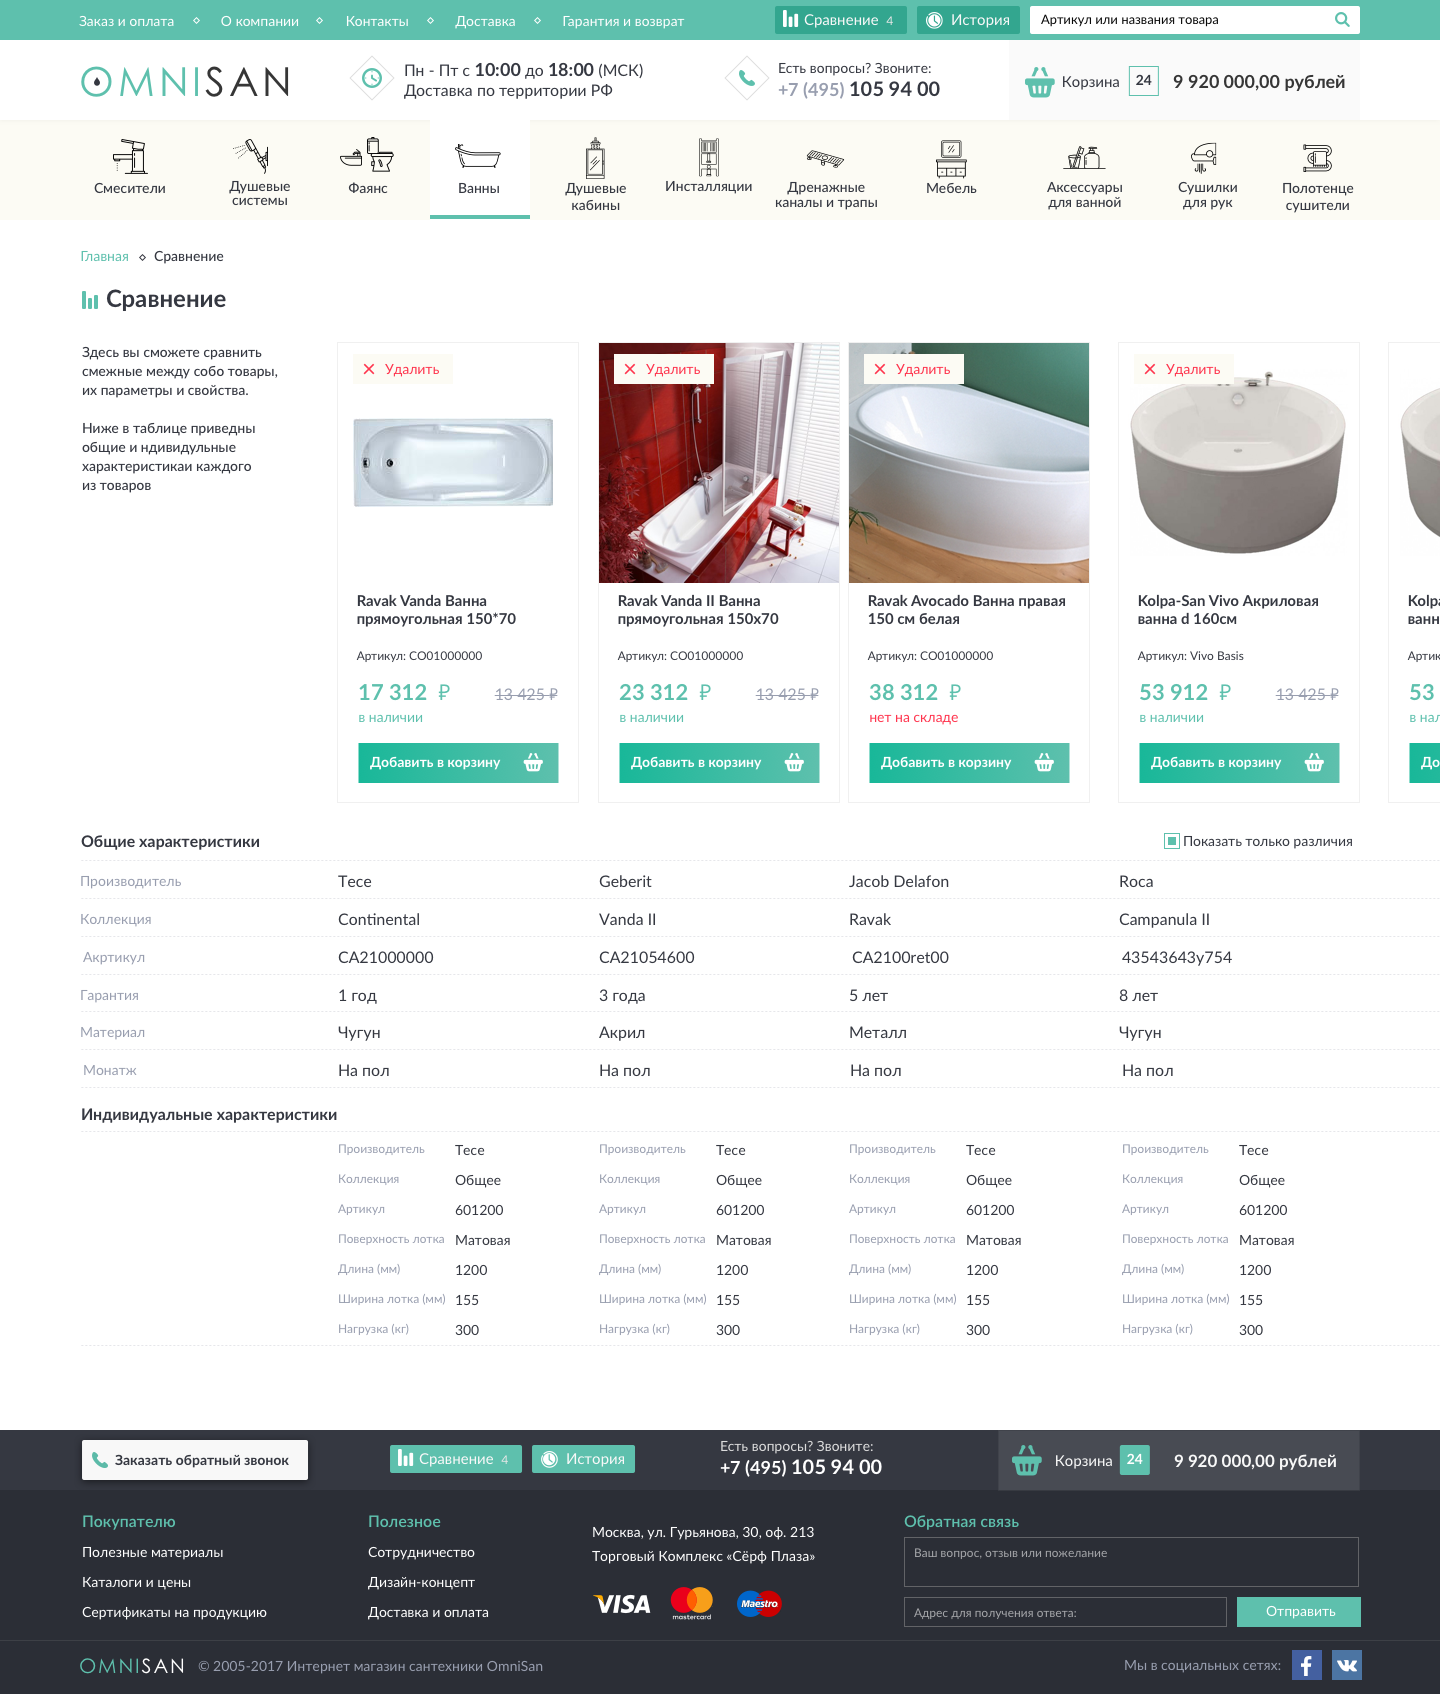 Заказ и оплата О компании Контакты Доставка Гарантия и возврат Сравнение 4 История Артикул или названия товара
OMNISAN
Пн - Пт с 10:00 до 18:00 (МСК)
Доставка по территории РФ
Есть вопросы? Звоните:
+7 (495) 105 94 00
Корзина 24 9 920 000,00 рублей
Смесители
Душевые
системы
Фаянс
Ванны
Душевые
кабины
Инсталляции
Дренажные
каналы и трапы
Мебель
Аксессуары
для ванной
Сушилки
для рук
Полотенце
сушители
Главная Сравнение
Сравнение
Здесь вы сможете сравнить
смежные между собо товары,
их параметры и свойства.
Ниже в таблице приведны
общие и ндивидульные
характеристикаи каждого
из товаров
Удалить
Ravak Vanda Ванна
прямоугольная 150*70
Артикул: CO01000000
17 312 ₽ 13 425 ₽
в наличии
Добавить в корзину
Удалить
Ravak Vanda II Ванна
прямоугольная 150x70
Артикул: CO01000000
23 312 ₽ 13 425 ₽
в наличии
Добавить в корзину
Удалить
Ravak Avocado Ванна правая
150 см белая
Артикул: CO01000000
38 312 ₽
нет на складе
Добавить в корзину
Удалить
Kolpa-San Vivo Акриловая
ванна d 160см
Артикул: Vivo Basis
53 912 ₽ 13 425 ₽
в наличии
Добавить в корзину
Kolpa
ванн
Артик
53
в нал
До
Общие характеристики Показать только различия
Производитель Tece Geberit Jacob Delafon Roca
Коллекция Continental Vanda II Ravak Campanula II
Акртикул CA21000000 CA21054600 CA2100ret00 43543643y754
Гарантия 1 год 3 года 5 лет 8 лет
Материал Чугун Акрил Металл Чугун
Монатж На пол На пол На пол На пол
Индивидуальные характеристики
Производитель Tece Производитель Tece Производитель Tece Производитель Tece
Коллекция Общее Коллекция Общее Коллекция Общее Коллекция Общее
Артикул 601200 Артикул 601200 Артикул 601200 Артикул 601200
Поверхность лотка Матовая Поверхность лотка Матовая Поверхность лотка Матовая Поверхность лотка Матовая
Длина (мм) 1200 Длина (мм) 1200 Длина (мм) 1200 Длина (мм) 1200
Ширина лотка (мм) 155 Ширина лотка (мм) 155 Ширина лотка (мм) 155 Ширина лотка (мм) 155
Нагрузка (кг) 300 Нагрузка (кг) 300 Нагрузка (кг) 300 Нагрузка (кг) 300
Заказать обратный звонок Сравнение 4 История
Есть вопросы? Звоните:
+7 (495) 105 94 00
Корзина 24 9 920 000,00 рублей
Покупателю
Полезные материалы
Каталоги и цены
Сертификаты на продукцию
Полезное
Сотрудничество
Дизайн-концепт
Доставка и оплата
Москва, ул. Гурьянова, 30, оф. 213
Торговый Комплекс «Сёрф Плаза»
VISA mastercard Maestro
Обратная связь
Ваш вопрос, отзыв или пожелание
Адрес для получения ответа: Отправить
OMNISAN © 2005-2017 Интернет магазин сантехники OmniSan Мы в социальных сетях: